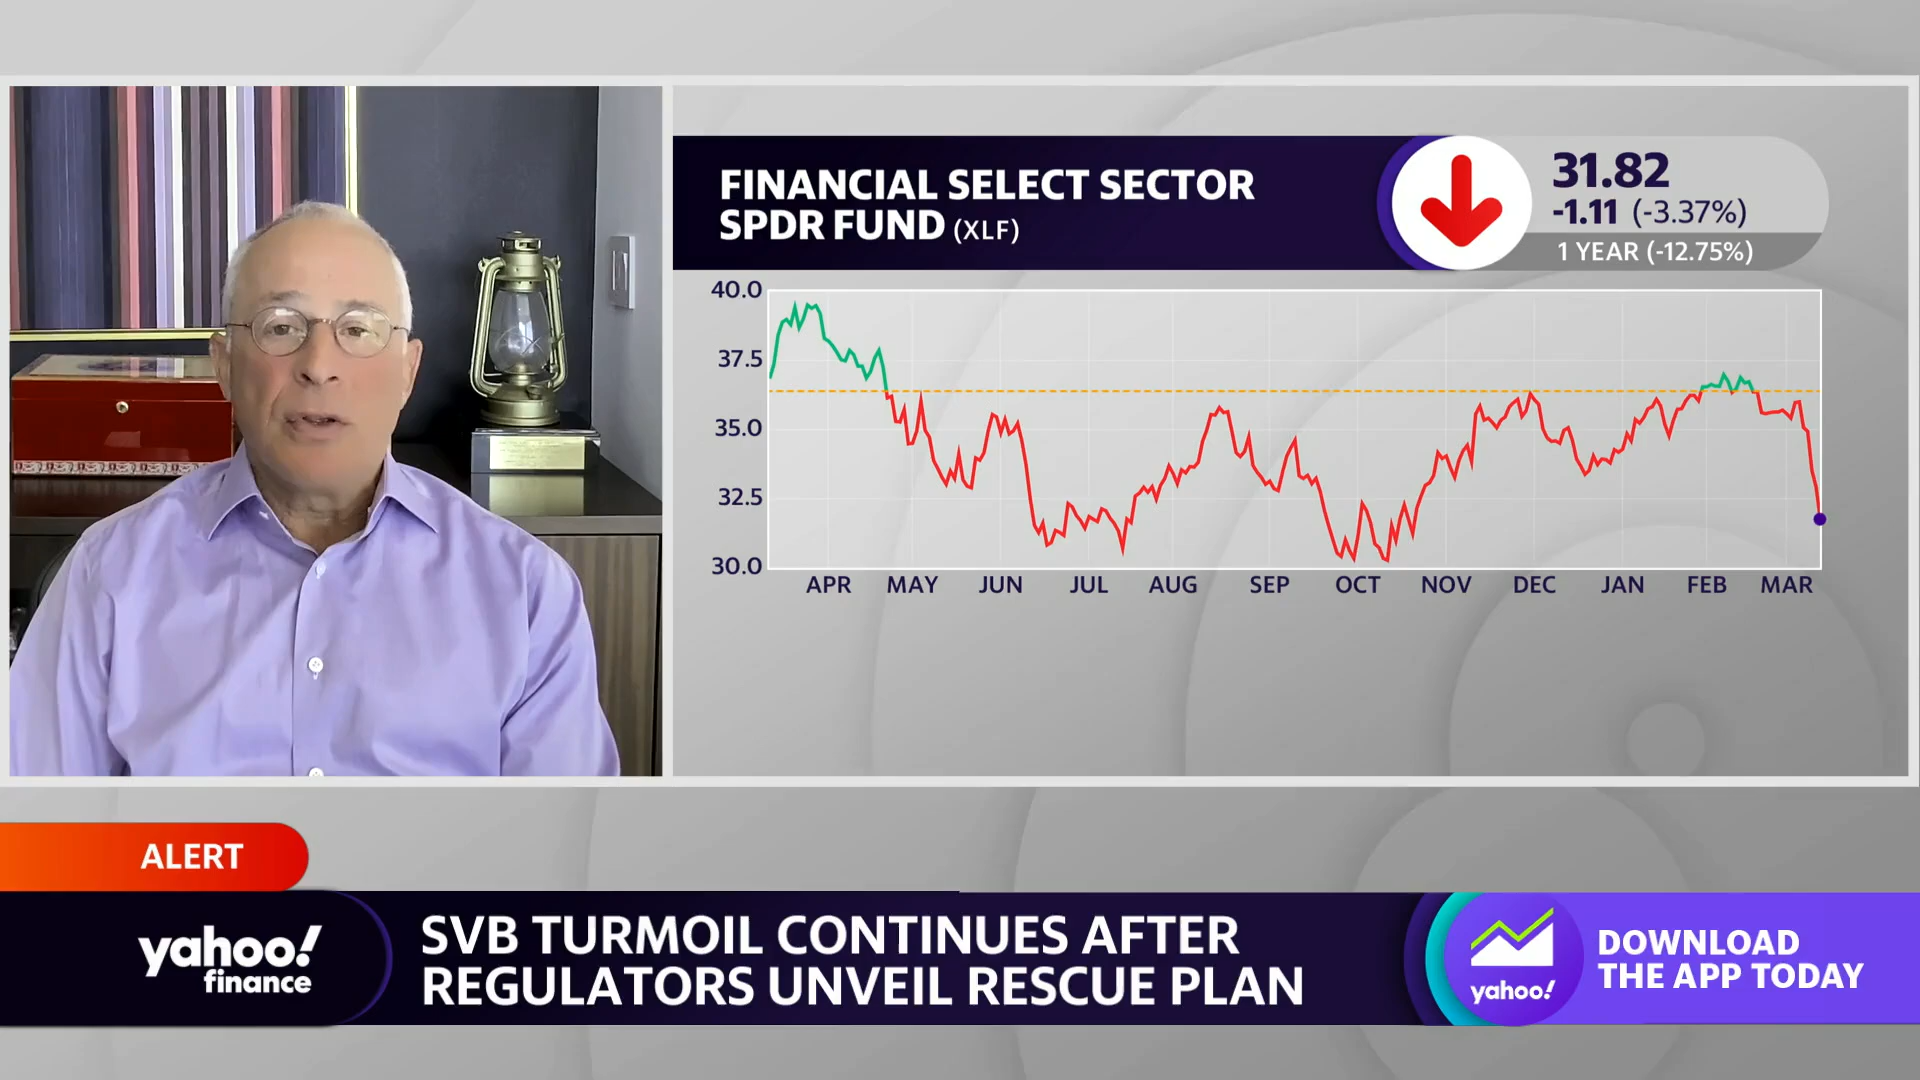 FINANCIAL SELECT SECTOR
SPDR FUND (XLF)
31.82
-1.11 (-3.37%)
1 YEAR (-12.75%)
40.0
37.5
35.0
32.5
30.0
APR MAY JUN JUL AUG SEP OCT NOV DEC JAN FEB MAR
ALERT
yahoo!
finance
SVB TURMOIL CONTINUES AFTER
REGULATORS UNVEIL RESCUE PLAN
yahoo!
DOWNLOAD
THE APP TODAY